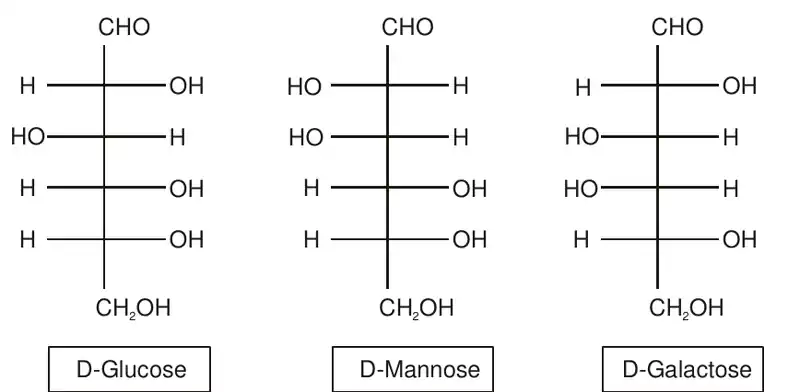 CHO CHO CHO
H OH HO H H OH
HO H HO H HO H
H OH H OH HO H
H OH H OH H OH
CH₂OH CH₂OH CH₂OH
D-Glucose D-Mannose D-Galactose